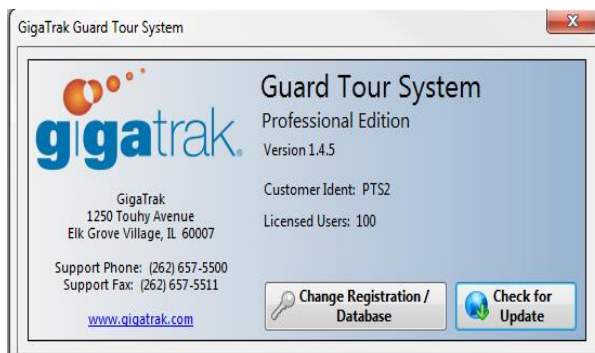 GigaTrak Guard Tour System
gigatrak.
GigaTrak
1250 Touhy Avenue
Elk Grove Village, IL 60007
Support Phone: (262) 657-5500
Support Fax: (262) 657-5511
www.gigatrak.com
Guard Tour System
Professional Edition
Version 1.4.5
Customer Ident: PTS2
Licensed Users: 100
Change Registration /
Database
Check for
Update